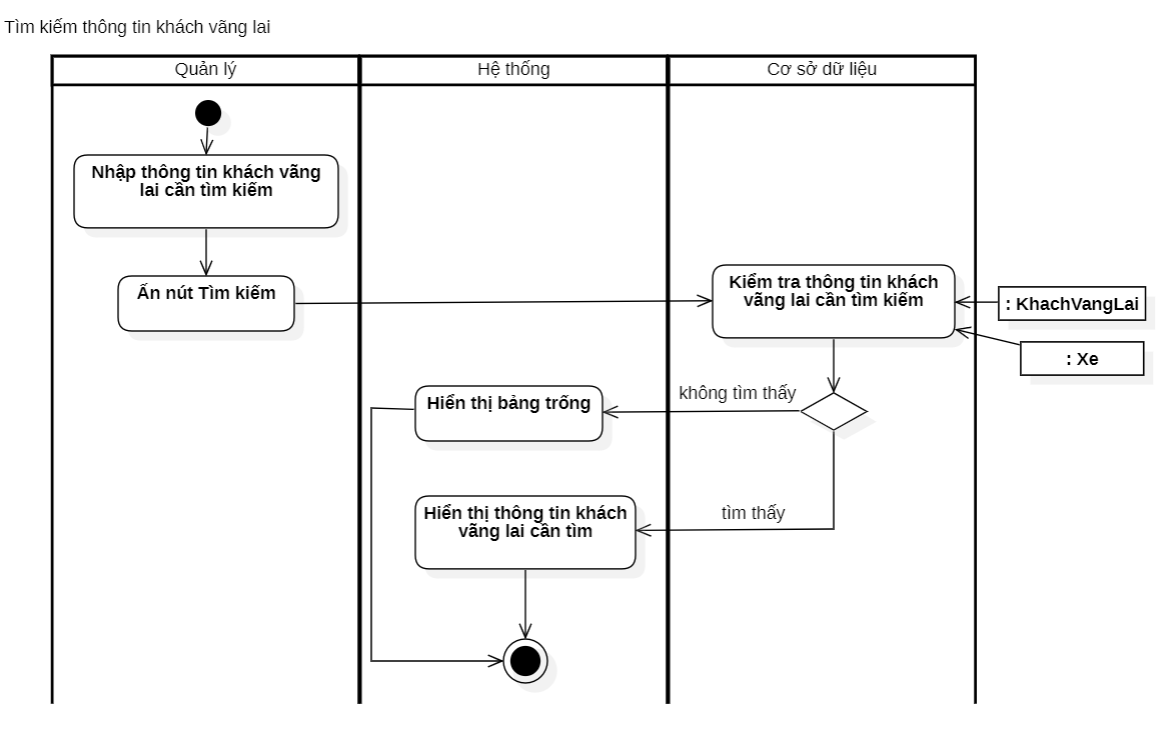 Tìm kiếm thông tin khách vãng lai
Quản lý
Hệ thống
Cơ sở dữ liệu
Nhập thông tin khách vãng
lai cần tìm kiếm
Ấn nút Tìm kiếm
Kiểm tra thông tin khách
vãng lai cần tìm kiếm
: KhachVangLai
: Xe
không tìm thấy
Hiển thị bảng trống
tìm thấy
Hiển thị thông tin khách
vãng lai cần tìm